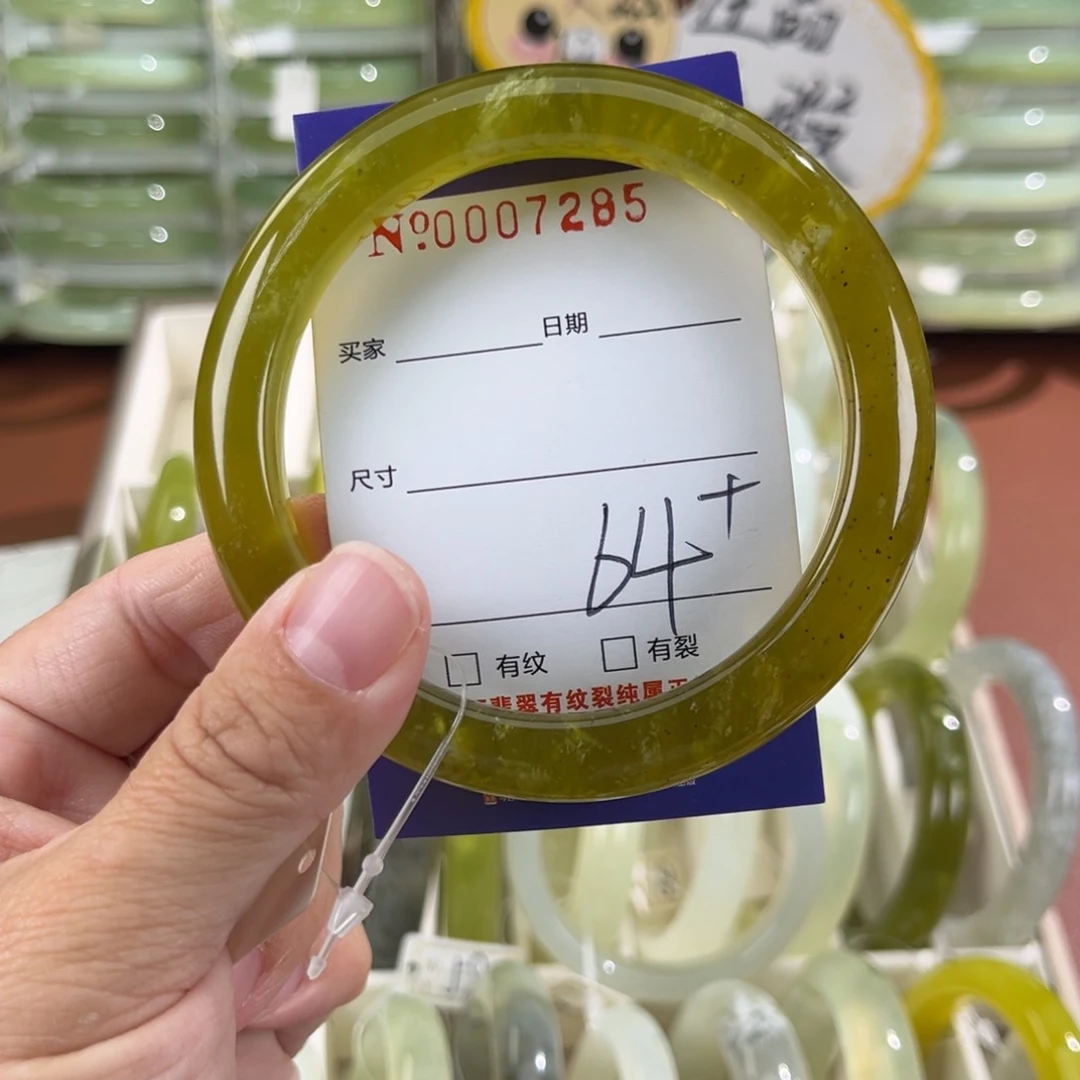 №0007285
买家 日期
尺寸
64+
有纹 有裂
翡翠有纹裂纯属正